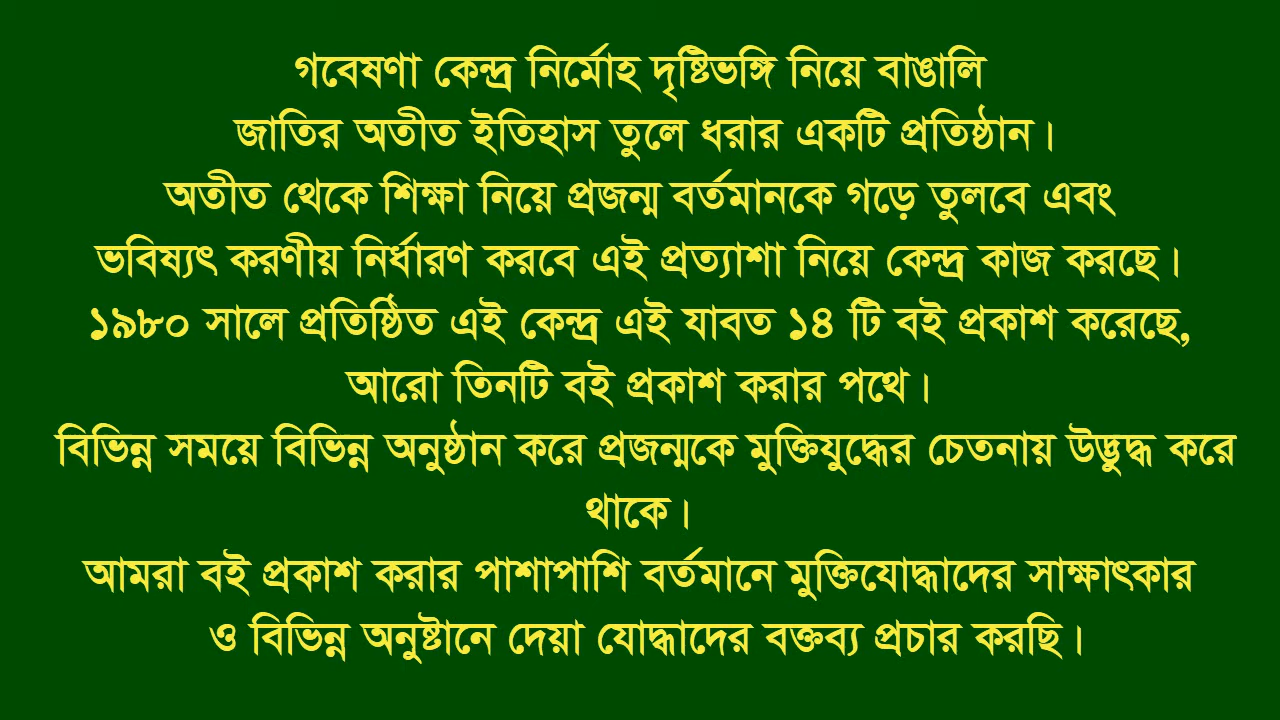 গবেষণা কেন্দ্র নির্মোহ দৃষ্টিভঙ্গি নিয়ে বাঙালি
জাতির অতীত ইতিহাস তুলে ধরার একটি প্রতিষ্ঠান।
অতীত থেকে শিক্ষা নিয়ে প্রজন্ম বর্তমানকে গড়ে তুলবে এবং
ভবিষ্যৎ করণীয় নির্ধারণ করবে এই প্রত্যাশা নিয়ে কেন্দ্র কাজ করছে।
১৯৮০ সালে প্রতিষ্ঠিত এই কেন্দ্র এই যাবত ১৪ টি বই প্রকাশ করেছে,
আরো তিনটি বই প্রকাশ করার পথে।
বিভিন্ন সময়ে বিভিন্ন অনুষ্ঠান করে প্রজন্মকে মুক্তিযুদ্ধের চেতনায় উদ্ভুদ্ধ করে
থাকে।
আমরা বই প্রকাশ করার পাশাপাশি বর্তমানে মুক্তিযোদ্ধাদের সাক্ষাৎকার
ও বিভিন্ন অনুষ্টানে দেয়া যোদ্ধাদের বক্তব্য প্রচার করছি।